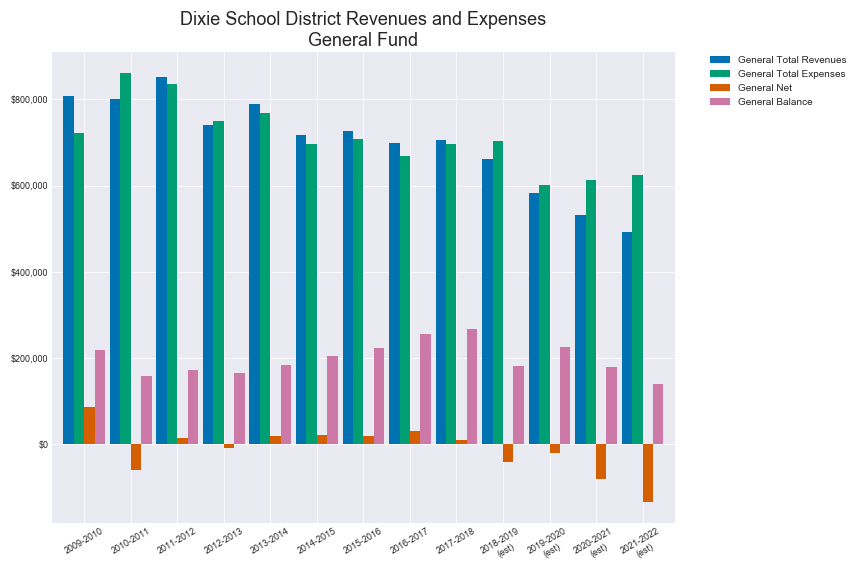 Dixie School District Revenues and Expenses
General Fund
General Total Revenues
General Total Expenses
General Net
General Balance
$800,000
$600,000
$400,000
$200,000
$0
2009-2010
2010-2011
2011-2012
2012-2013
2013-2014
2014-2015
2015-2016
2016-2017
2017-2018
2018-2019
(est)
2019-2020
(est)
2020-2021
(est)
2021-2022
(est)